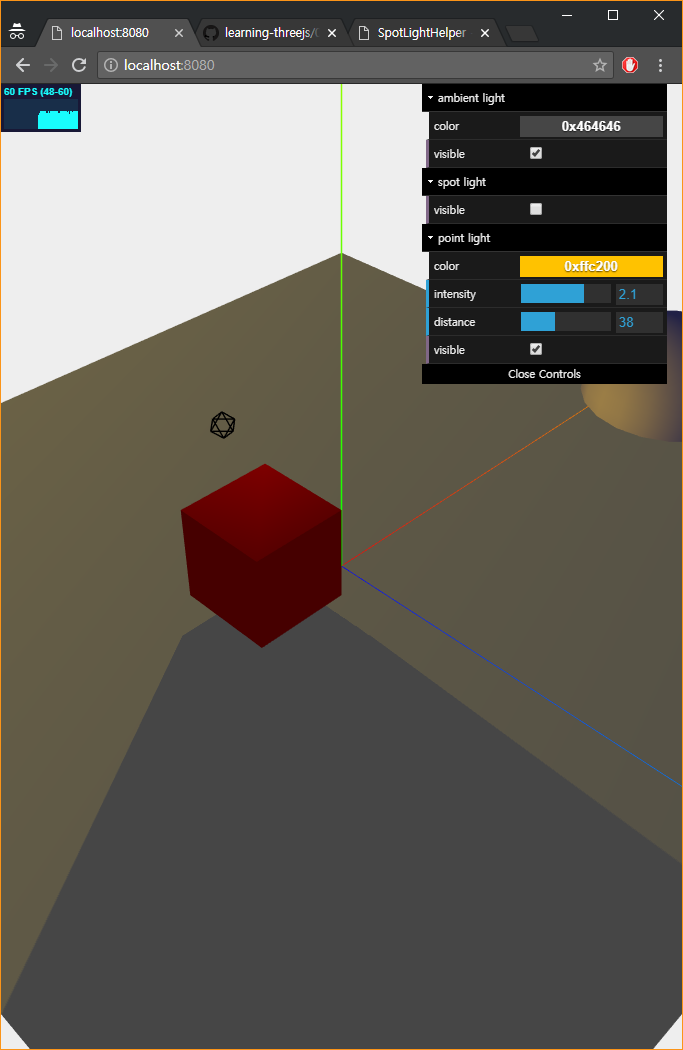 localhost:8080
learning-threejs/
SpotLightHelper
localhost:8080
60 FPS (48-60)
ambient light
color 0x464646
visible
spot light
visible
point light
color 0xffc200
intensity 2.1
distance 38
visible
Close Controls